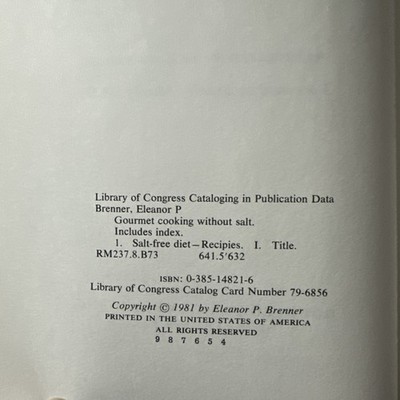 Library of Congress Cataloging in Publication Data
Brenner, Eleanor P
Gourmet cooking without salt.
Includes index.
1. Salt-free diet—Recipies. I. Title.
RM237.8.B73 641.5'632
ISBN: 0-385-14821-6
Library of Congress Catalog Card Number 79-6856
Copyright © 1981 by Eleanor P. Brenner
PRINTED IN THE UNITED STATES OF AMERICA
ALL RIGHTS RESERVED
9 8 7 6 5 4